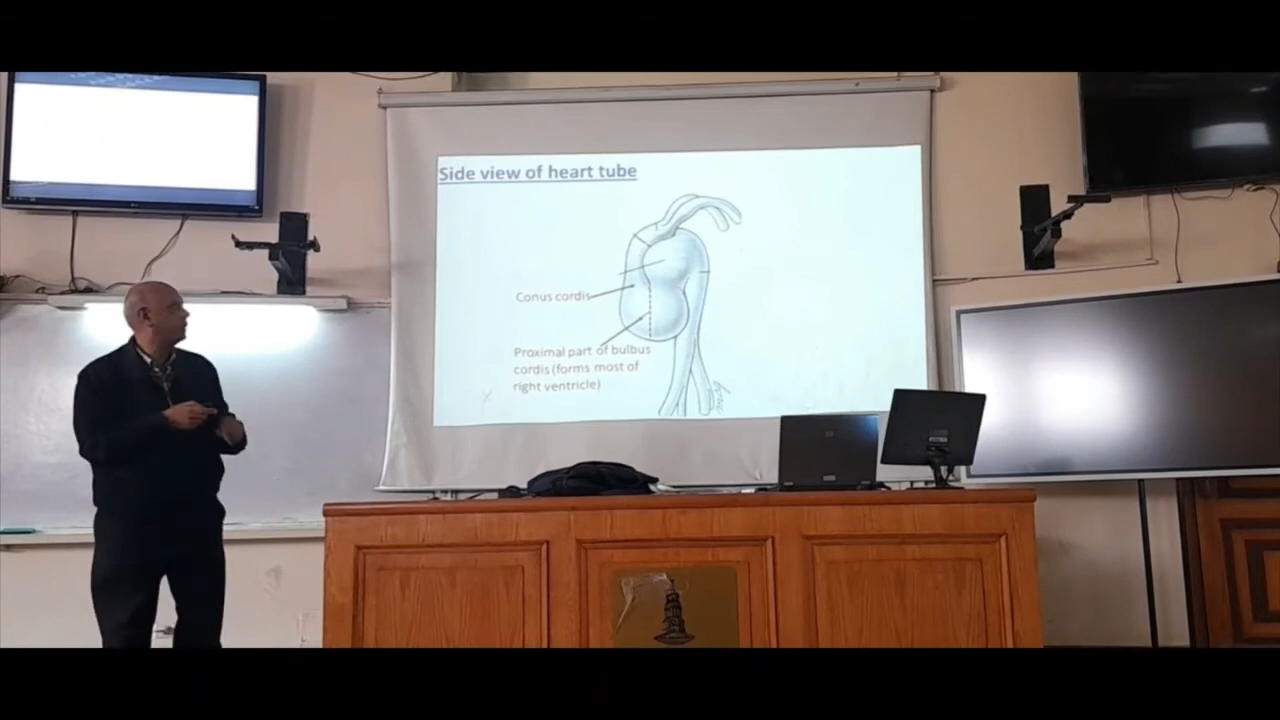 Side view of heart tube
Conus cordis
Proximal part of bulbus
cordis (forms most of
right ventricle)